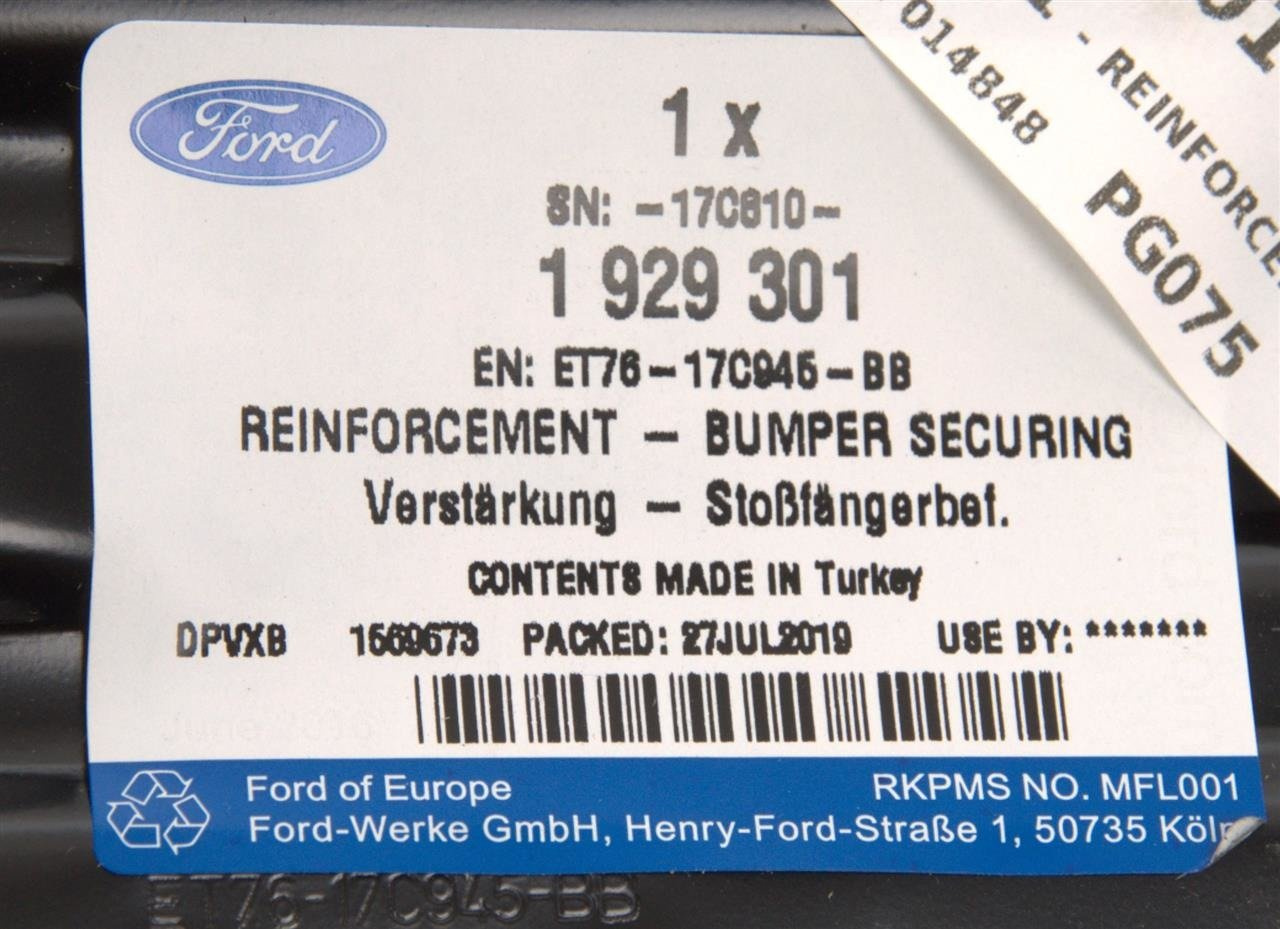 Ford
1 x
SN: -17C810-
1 929 301
EN: ET76-17C945-BB
REINFORCEMENT - BUMPER SECURING
Verstärkung - Stoßfängerbef.
CONTENTS MADE IN Turkey
DPVXB 1569673 PACKED: 27JUL2019 USE BY: *******
Ford of Europe RKPMS NO. MFL001
Ford-Werke GmbH, Henry-Ford-Straße 1, 50735 Köln
ET76-17C945-BB
- REINFORCE
014848 PG075